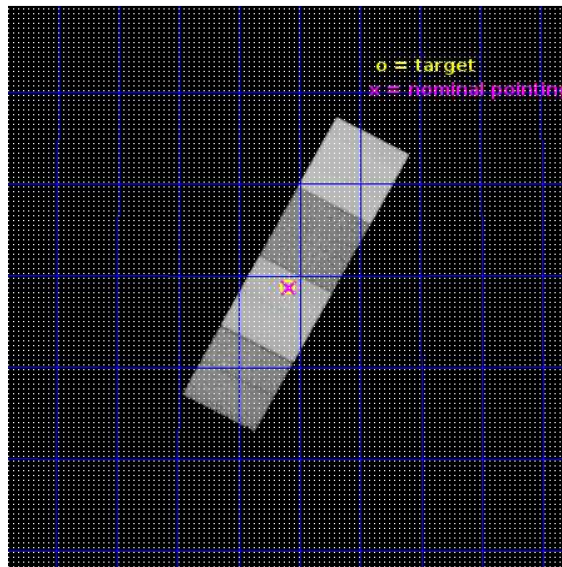 o = target
x = nominal pointing